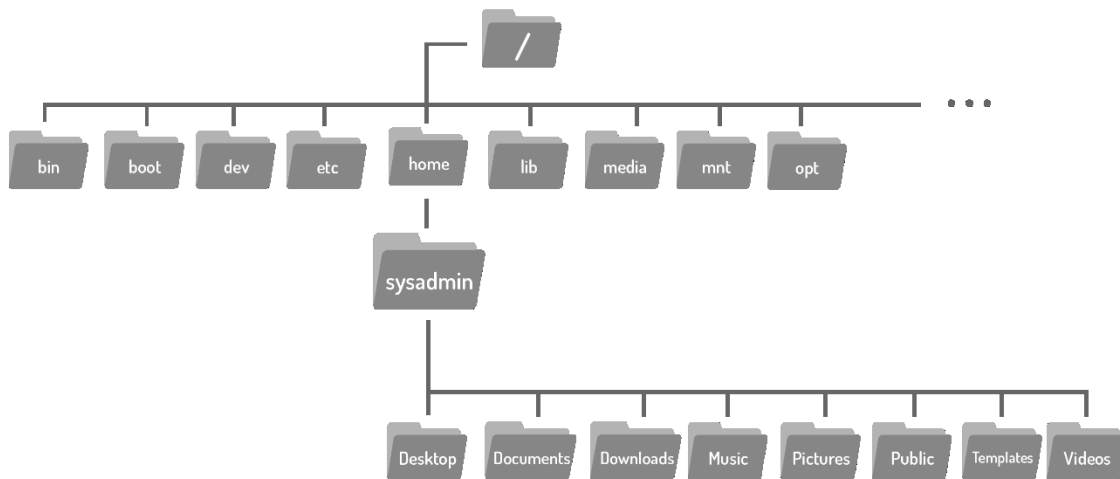 /
bin
boot
dev
etc
home
lib
media
mnt
opt
...
sysadmin
Desktop
Documents
Downloads
Music
Pictures
Public
Templates
Videos